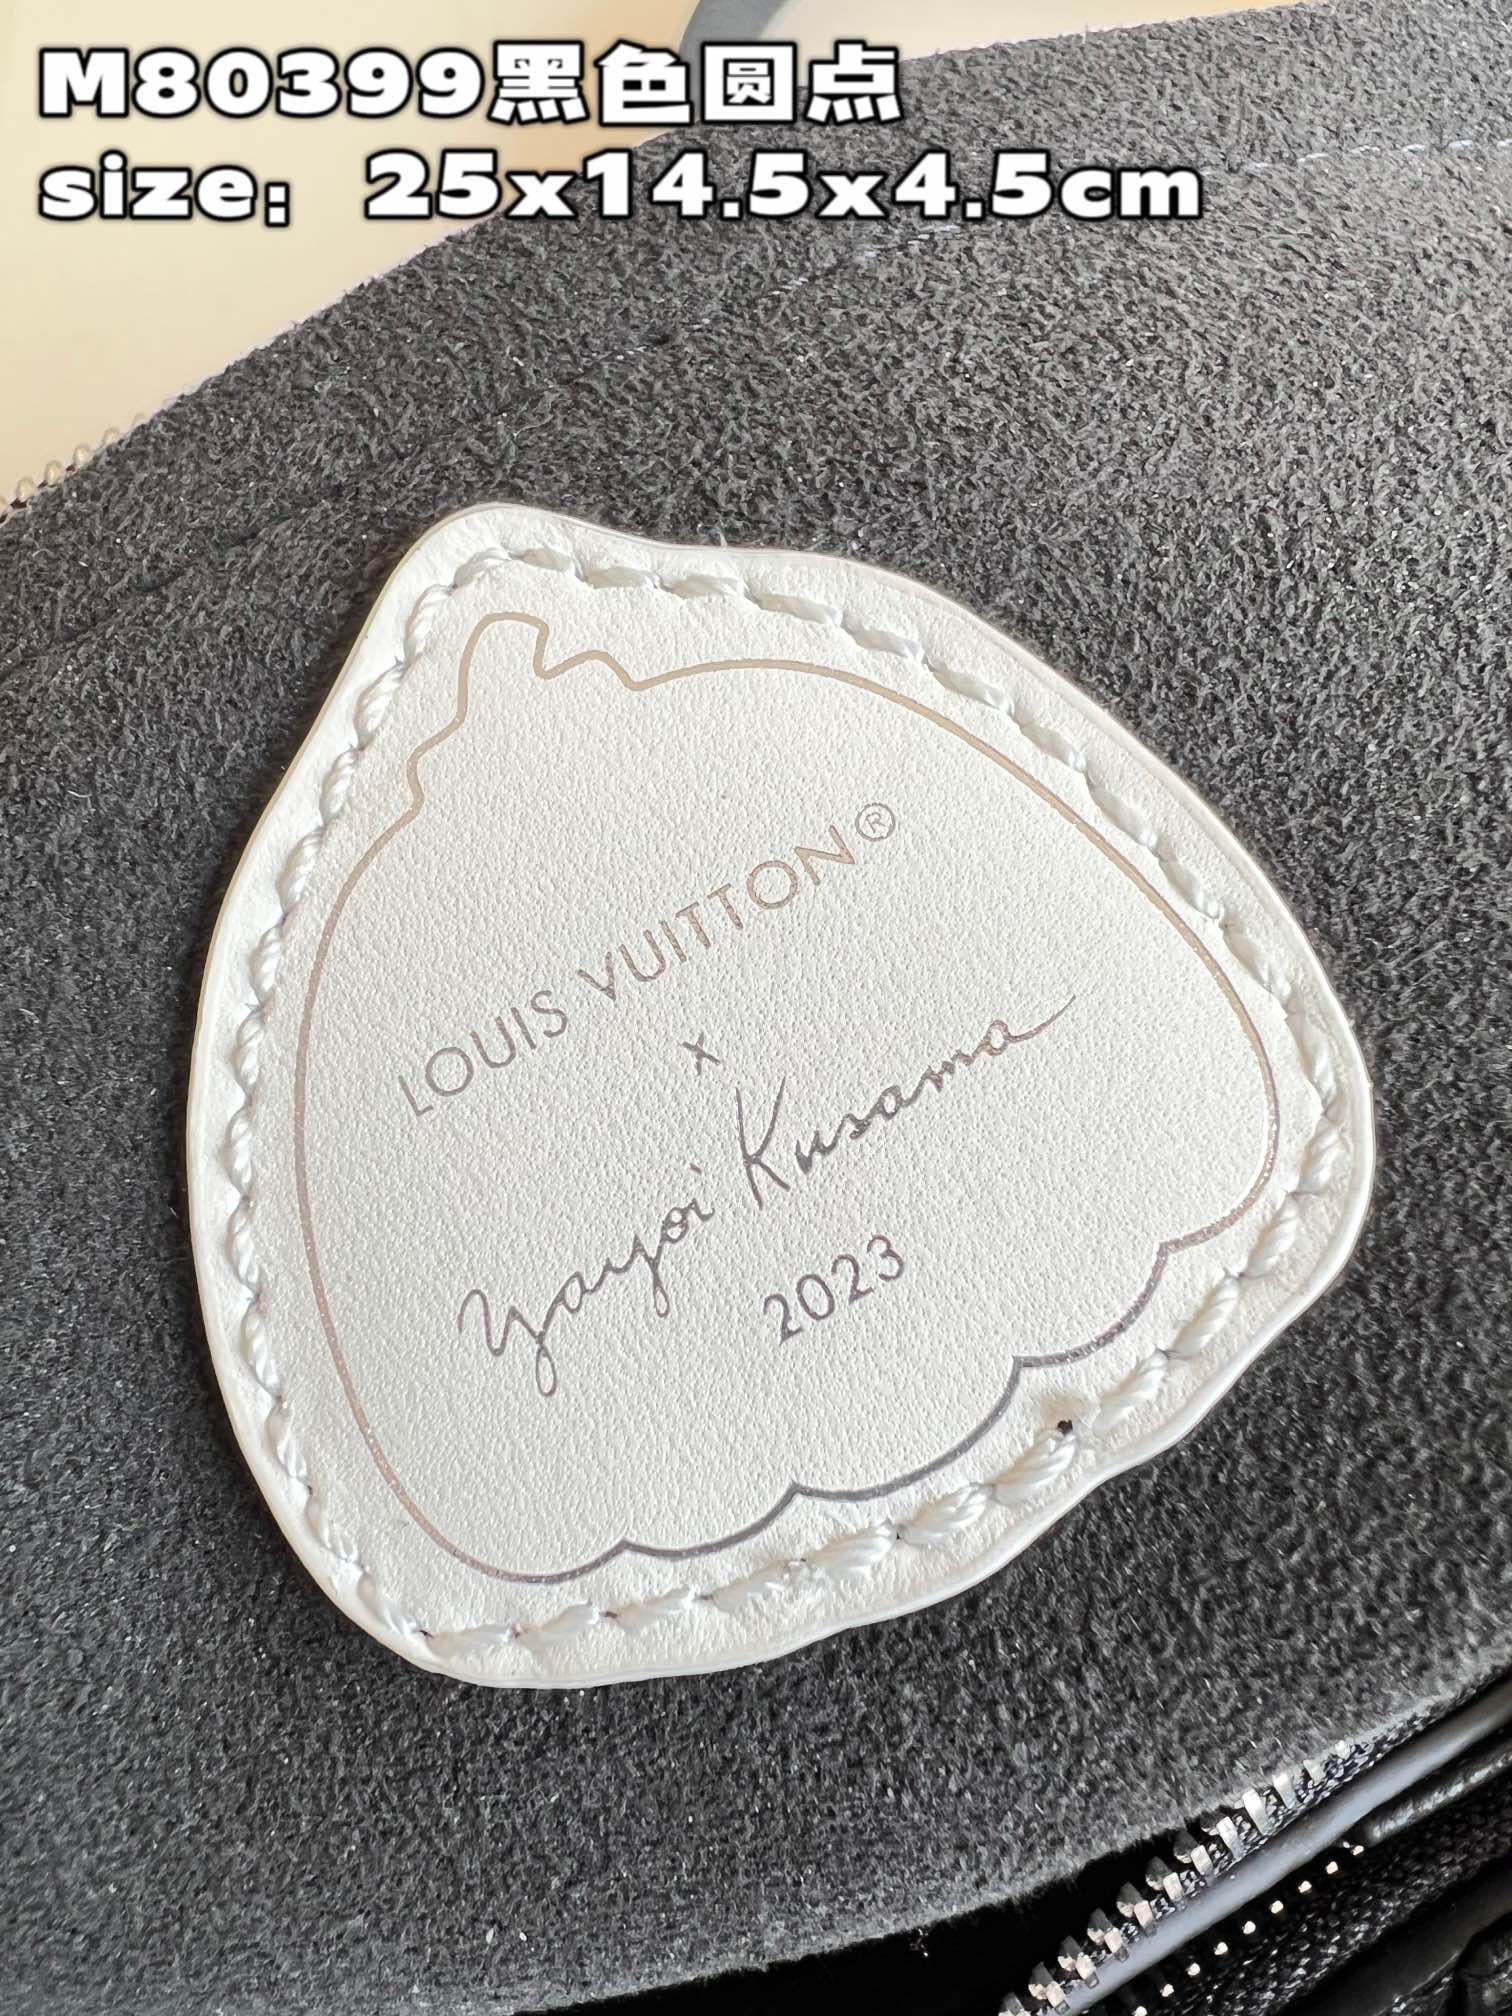 M80399黑色圆点
size：25x14.5x4.5cm
LOUIS VUITTON®
x
Yayoi Kusama
2023